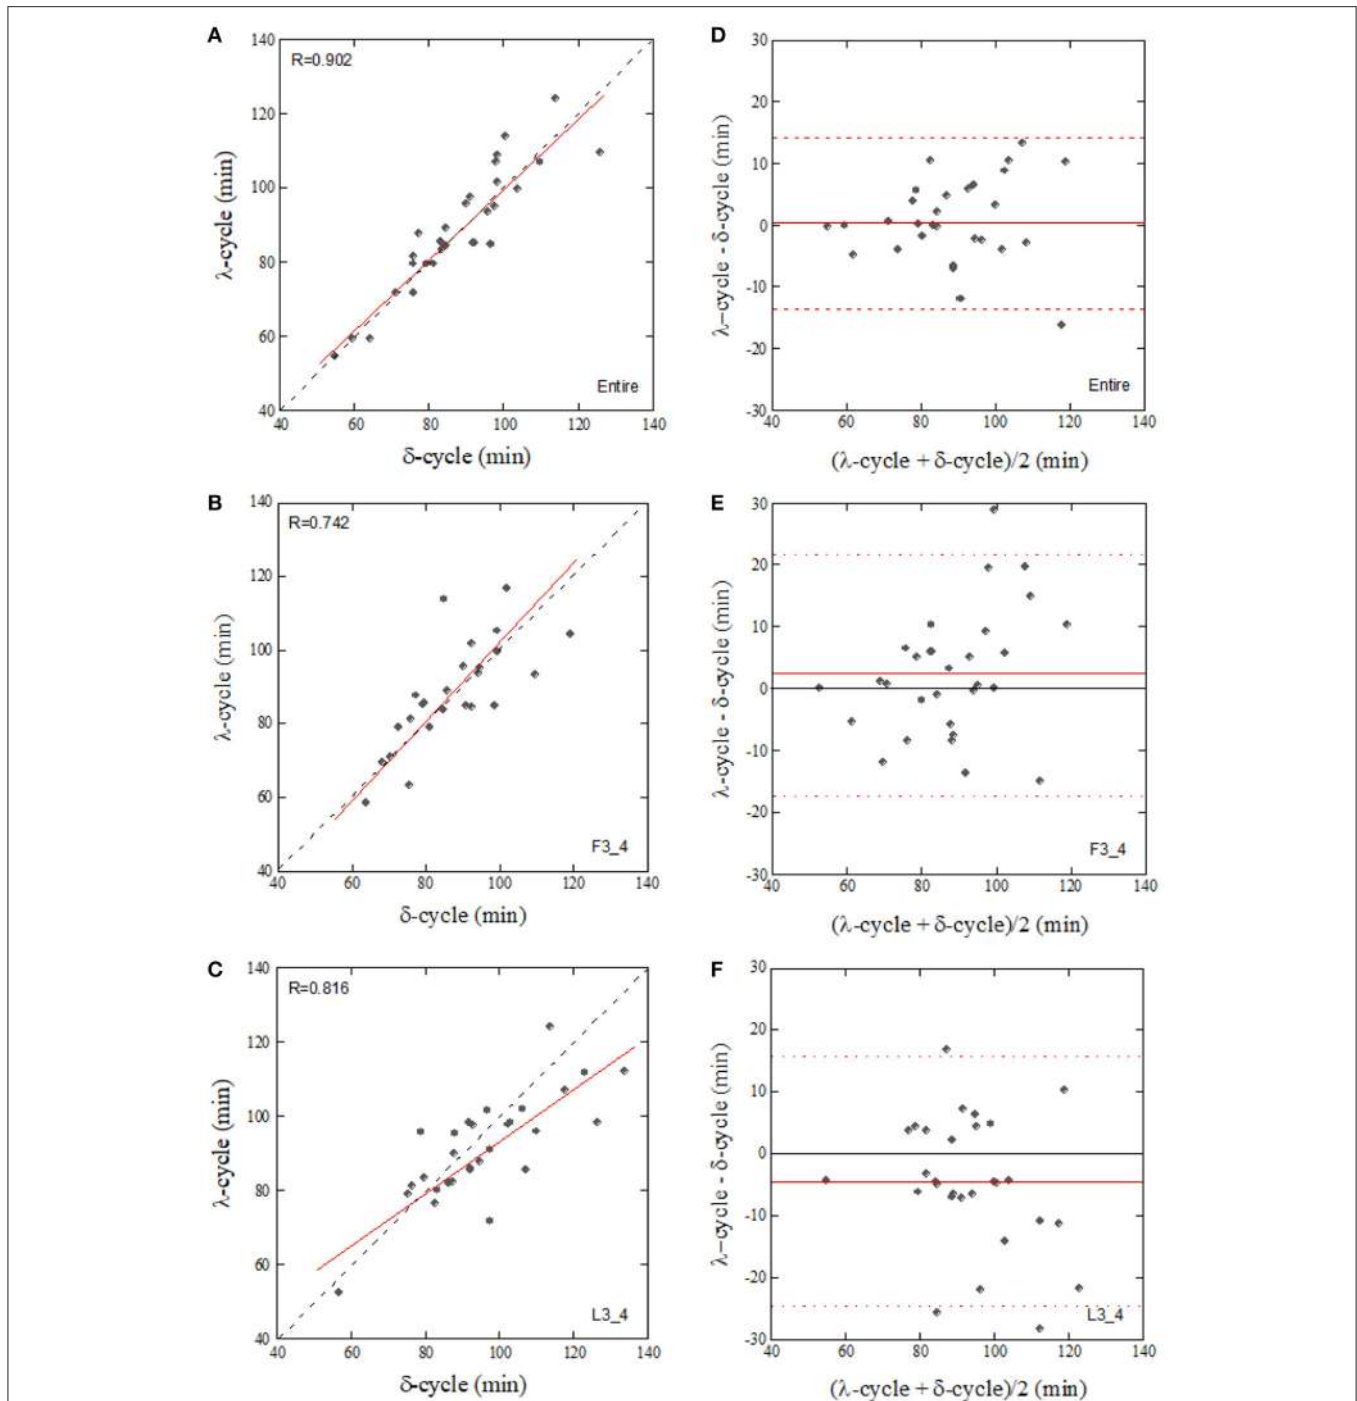 A
140
R=0.902
120
100
80
60
40
40 60 80 100 120 140
λ-cycle (min)
δ-cycle (min)
Entire
D
30
20
10
0
-10
-20
-30
40 60 80 100 120 140
λ−cycle - δ-cycle (min)
(λ-cycle + δ-cycle)/2 (min)
Entire
B
140
R=0.742
120
100
80
60
40
40 60 80 100 120 140
λ-cycle (min)
δ-cycle (min)
F3_4
E
30
20
10
0
-10
-20
-30
40 60 80 100 120 140
λ-cycle - δ-cycle (min)
(λ-cycle + δ-cycle)/2 (min)
F3_4
C
140
R=0.816
120
100
80
60
40
40 60 80 100 120 140
λ-cycle (min)
δ-cycle (min)
L3_4
F
30
20
10
0
-10
-20
-30
40 60 80 100 120 140
λ−cycle - δ-cycle (min)
(λ-cycle + δ-cycle)/2 (min)
L3_4